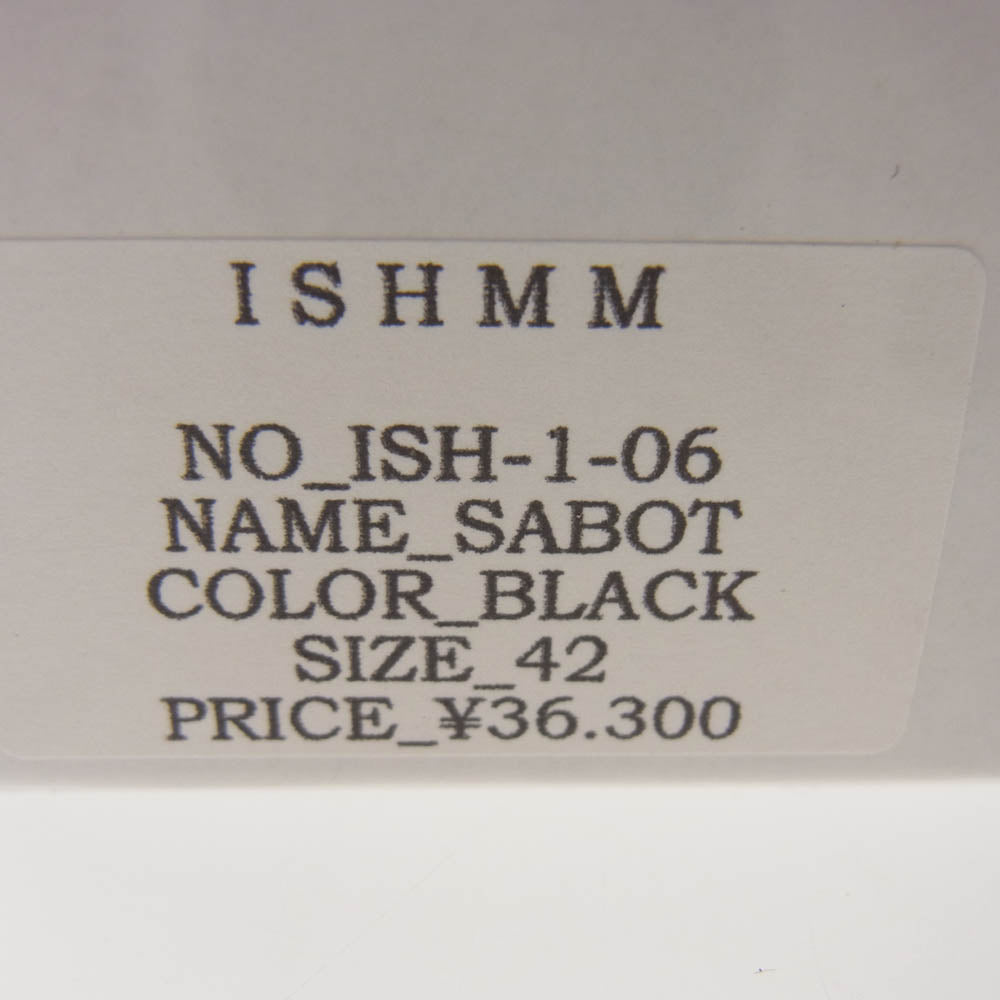 ISHMM
NO_ISH-1-06
NAME_SABOT
COLOR_BLACK
SIZE_42
PRICE_¥36.300